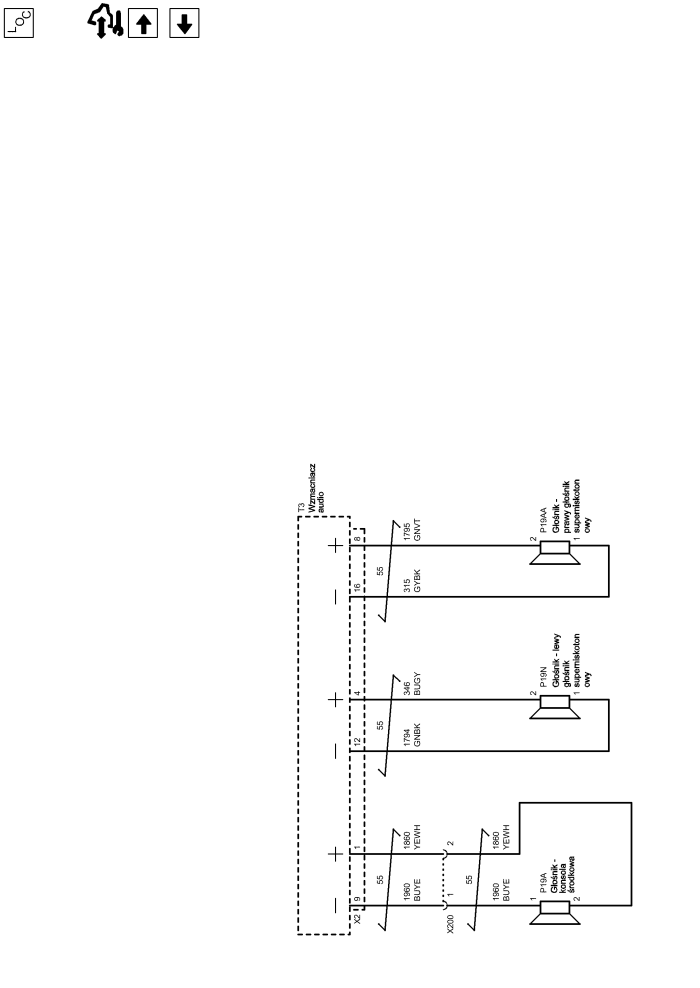 LOC
T3
Wzmacniacz
audio
X2
9
1
12
4
16
8
55
1960
BUYE
1860
YEWH
55
1794
GNBK
346
BUGY
55
315
GYBK
1795
GNVT
X200
1
2
55
1960
BUYE
1860
YEWH
1
P19A
Głośnik -
konsola
środkowa
2
2
P19N
Głośnik - lewy
głośnik
superniskoton
owy
1
2
P19AA
Głośnik -
prawy głośnik
superniskoton
owy
1